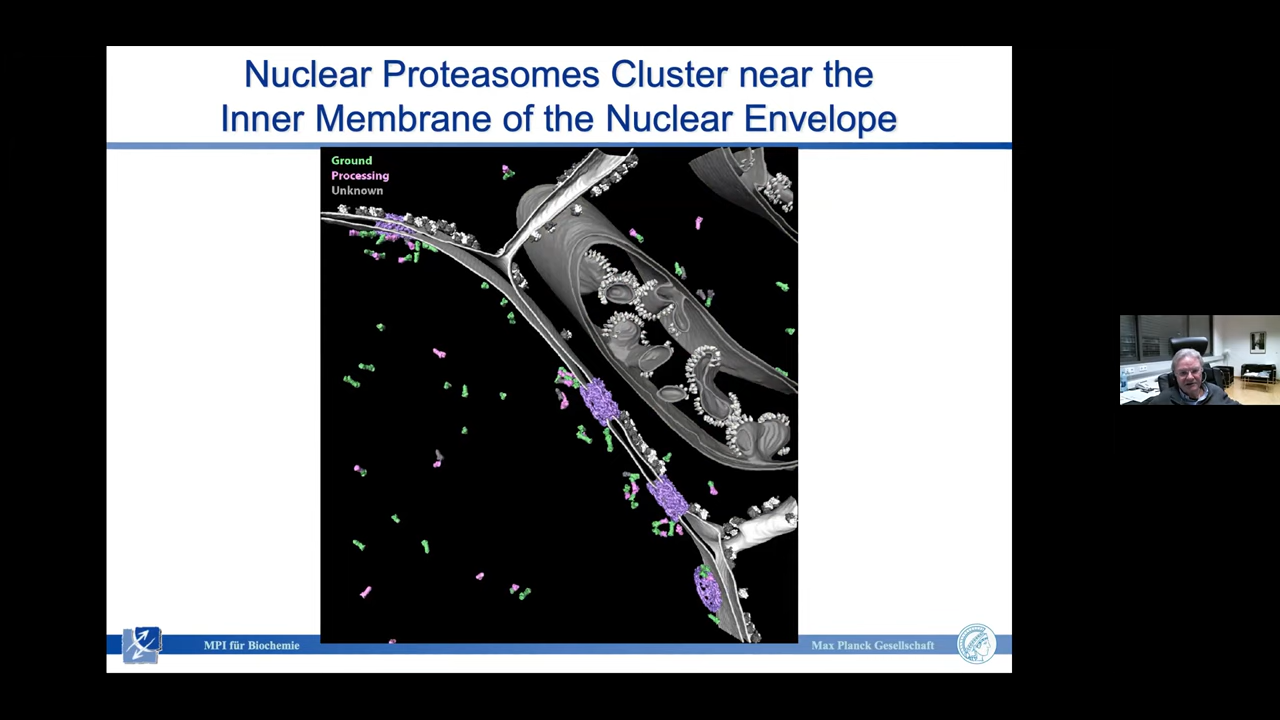 Nuclear Proteasomes Cluster near the
Inner Membrane of the Nuclear Envelope
Ground
Processing
Unknown
MPI für Biochemie
Max Planck Gesellschaft